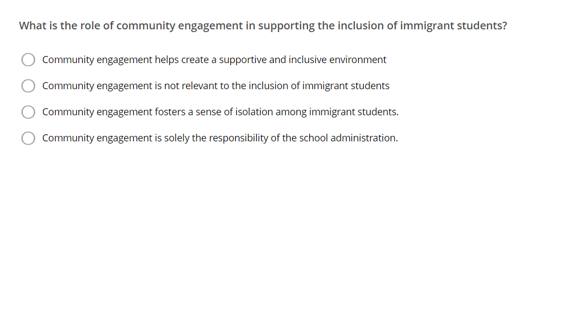 What is the role of community engagement in supporting the inclusion of immigrant students?
Community engagement helps create a supportive and inclusive environment
Community engagement is not relevant to the inclusion of immigrant students
Community engagement fosters a sense of isolation among immigrant students.
Community engagement is solely the responsibility of the school administration.